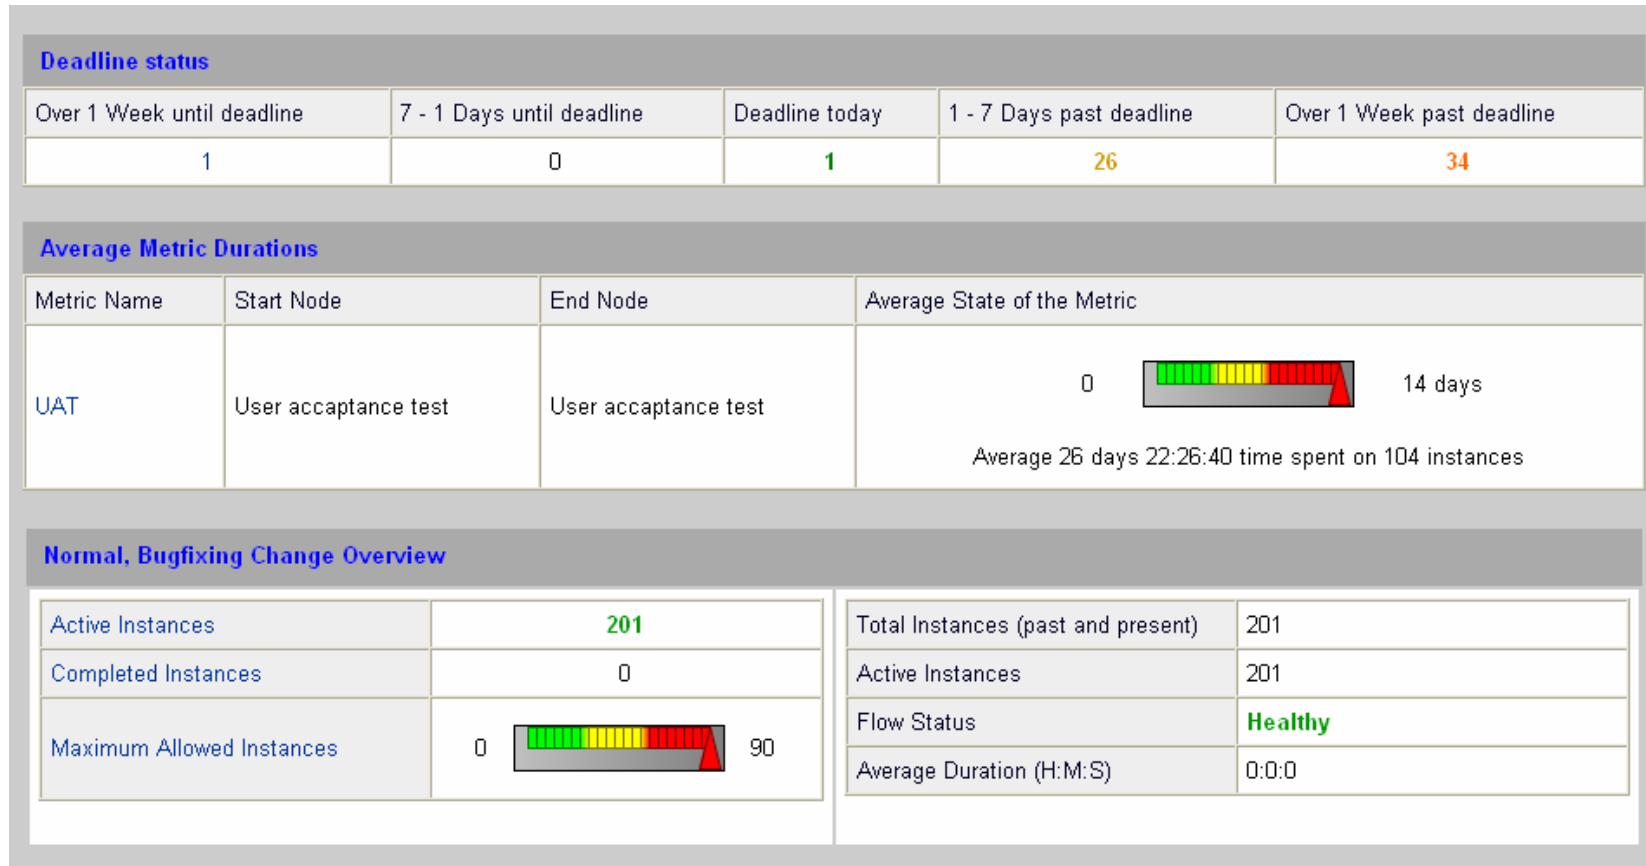 Deadline status
Over 1 Week until deadline 7 - 1 Days until deadline Deadline today 1 - 7 Days past deadline Over 1 Week past deadline
1 0 1 26 34
Average Metric Durations
Metric Name Start Node End Node Average State of the Metric
0 14 days
UAT User accaptance test User accaptance test
Average 26 days 22:26:40 time spent on 104 instances
Normal, Bugfixing Change Overview
Active Instances 201
Completed Instances 0
Maximum Allowed Instances 0 90
Total Instances (past and present) 201
Active Instances 201
Flow Status Healthy
Average Duration (H:M:S) 0:0:0